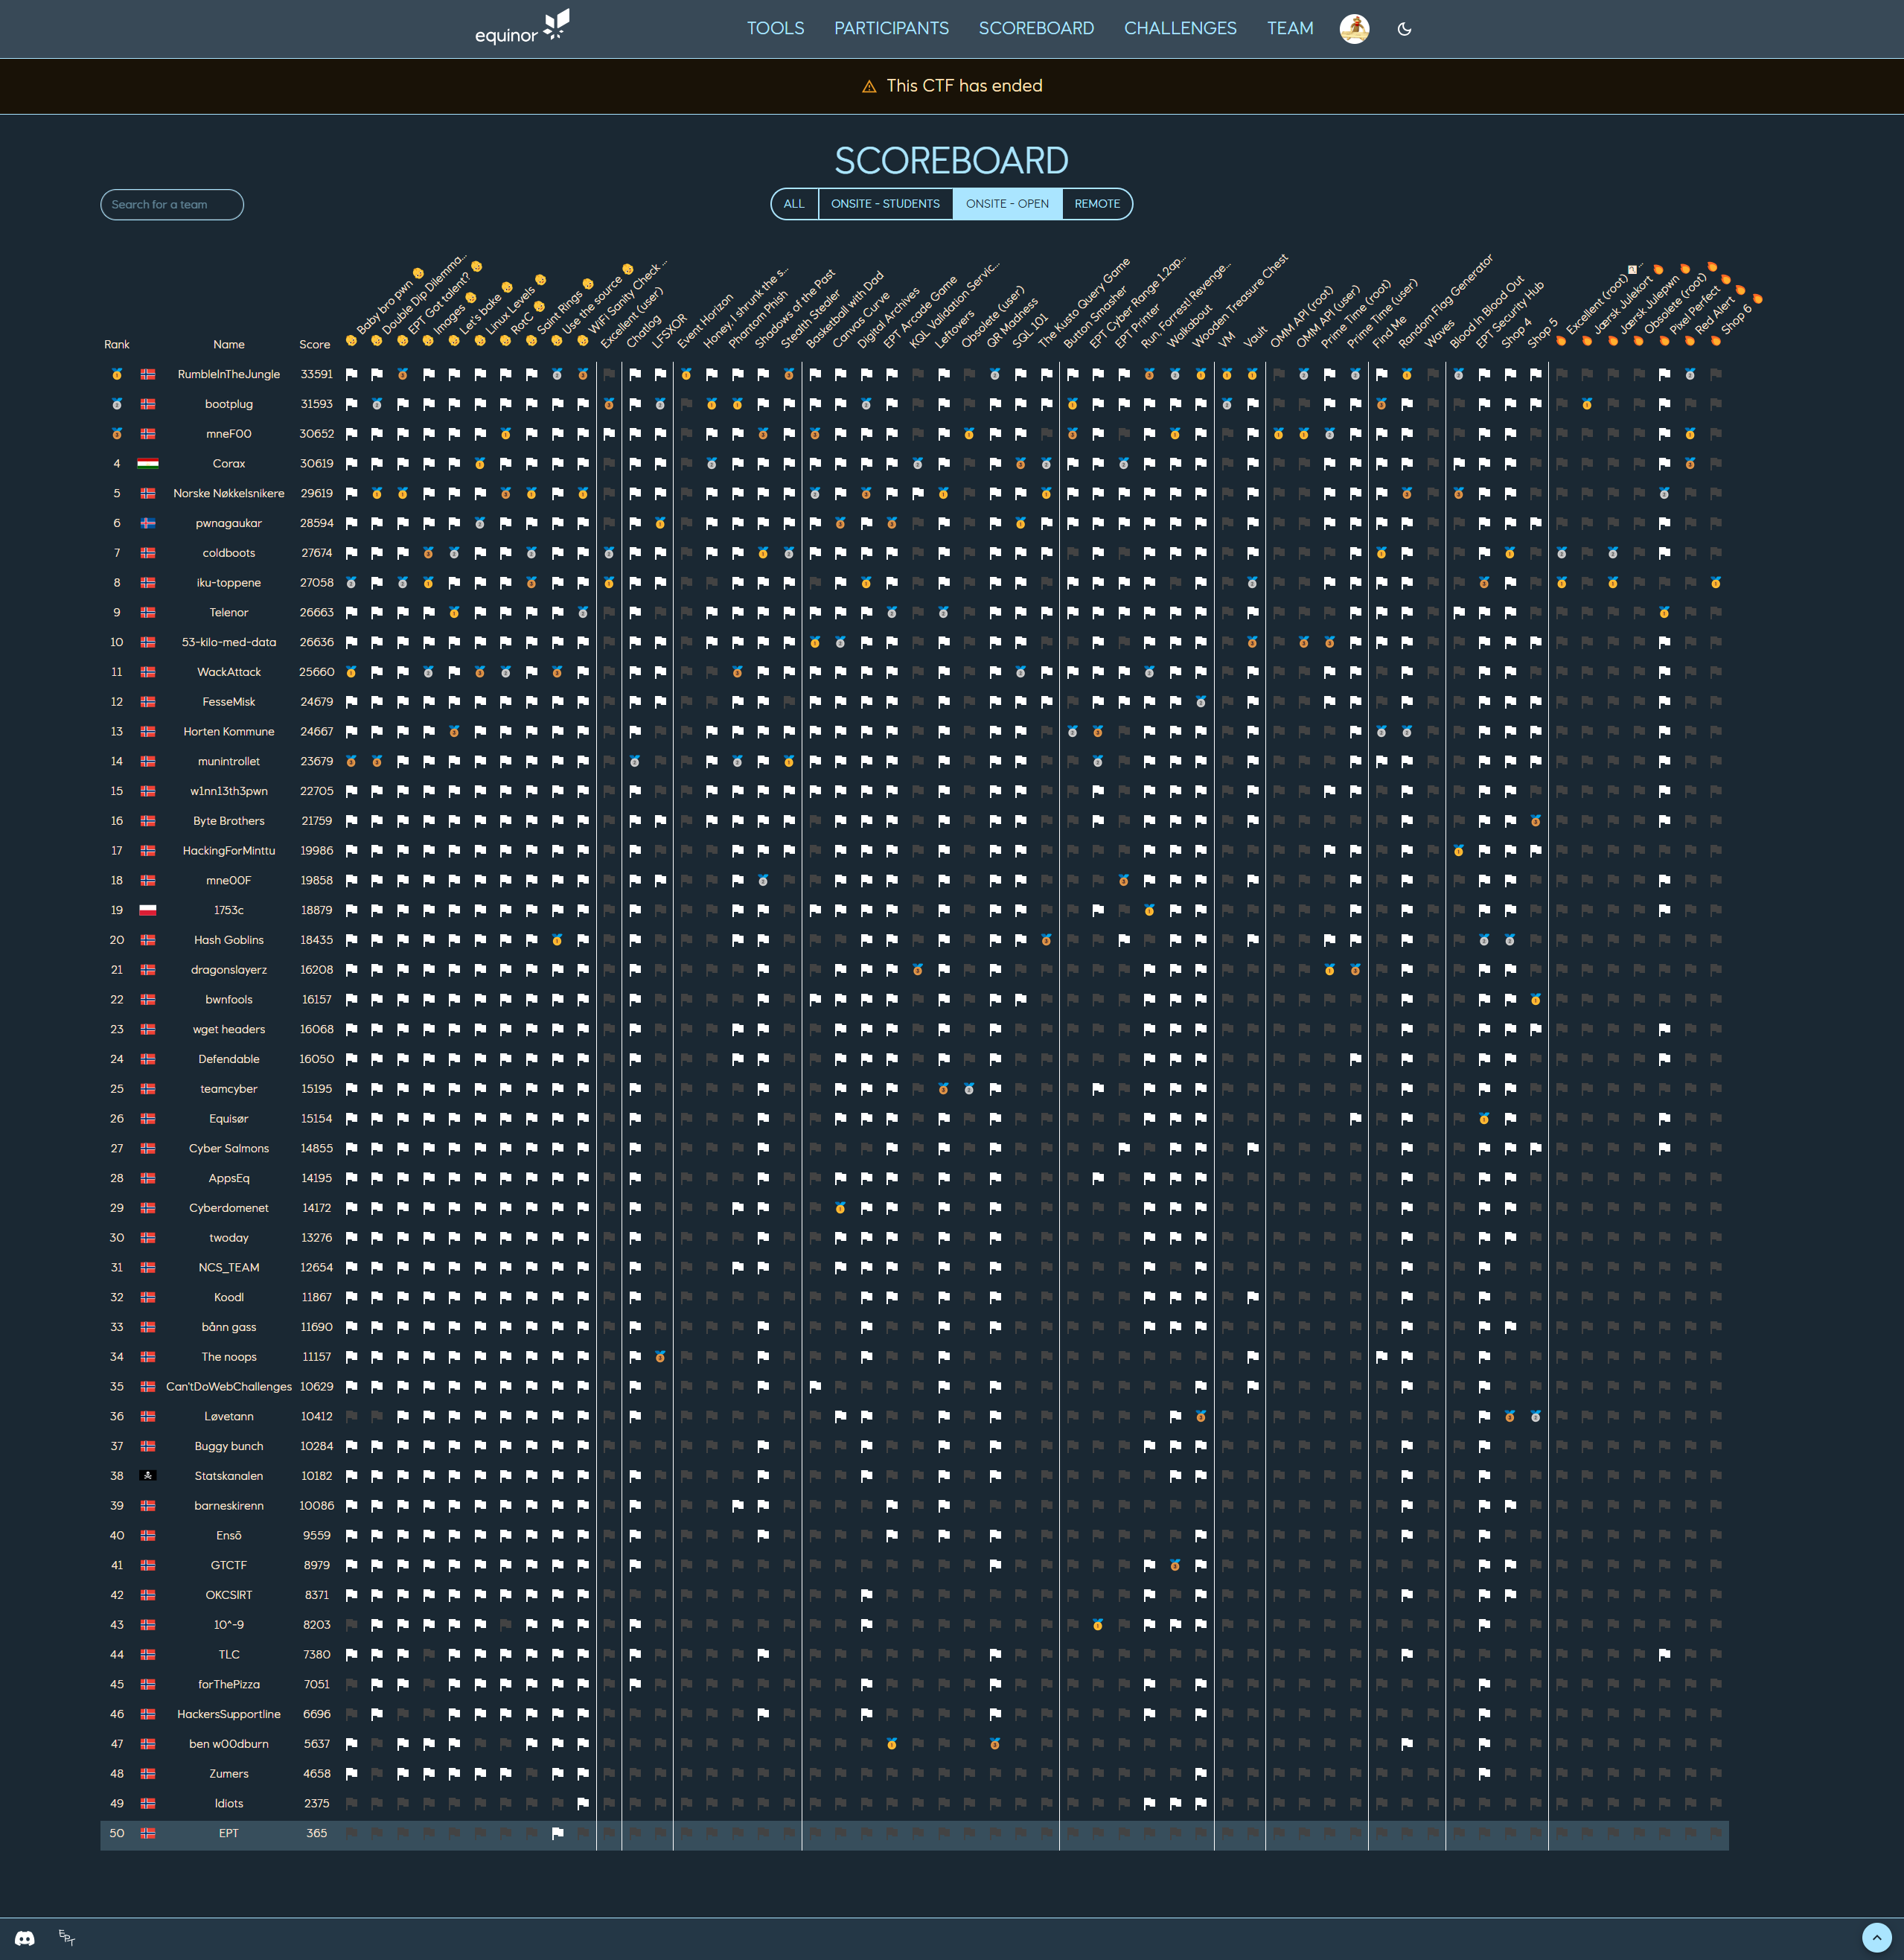 equinor
TOOLS PARTICIPANTS SCOREBOARD CHALLENGES TEAM
This CTF has ended
SCOREBOARD
Search for a team
ALL ONSITE - STUDENTS ONSITE - OPEN REMOTE
Baby bro pwn
Double Dip Dilemma...
EPT Got talent?
Images
Let's bake
Linux Levels
RotC
Saint Rings
Use the source
WiFi Sanity Check ...
Excellent (user)
Chatlog
LFSXOR
Event Horizon
Honey, I shrunk the s...
Phantom Phish
Shadows of the Past
Stealth Stealer
Basketball with Dad
Canvas Curve
Digital Archives
EPT Arcade Game
KQL Validation Servic...
Leftovers
Obsolete (user)
QR Madness
SQL 101
The Kusto Query Game
Button Smasher
EPT Cyber Range 1.2ap...
EPT Printer
Run Forrest! Revenge...
Walkabout
Wooden Treasure Chest
VM
Vault
OMM API (root)
OMM API (user)
Prime Time (root)
Prime Time (user)
Find Me
Random Flag Generator
Waves
Blood In Blood Out
EPT Security Hub
Shop 4
Shop 5
Excellent (root) ...
Jærsk Julekort
Jærsk Julepwn
Obsolete (root)
Pixel Perfect
Red Alert
Shop 6
Rank Name Score
RumbleInTheJungle 33591
bootplug 31593
mneF00 30652
4 Corax 30619
5 Norske Nøkkelsnikere 29619
6 pwnagaukar 28594
7 coldboots 27674
8 iku-toppene 27058
9 Telenor 26663
10 53-kilo-med-data 26636
11 WackAttack 25660
12 FesseMisk 24679
13 Horten Kommune 24667
14 munintrollet 23679
15 w1nn13th3pwn 22705
16 Byte Brothers 21759
17 HackingForMinttu 19986
18 mne00F 19858
19 1753c 18879
20 Hash Goblins 18435
21 dragonslayerz 16208
22 bwnfools 16157
23 wget headers 16068
24 Defendable 16050
25 teamcyber 15195
26 Equisør 15154
27 Cyber Salmons 14855
28 AppsEq 14195
29 Cyberdomenet 14172
30 twoday 13276
31 NCS_TEAM 12654
32 Koodl 11867
33 bånn gass 11690
34 The noops 11157
35 Can'tDoWebChallenges 10629
36 Løvetann 10412
37 Buggy bunch 10284
38 Statskanalen 10182
39 barneskirenn 10086
40 Ensō 9559
41 GTCTF 8979
42 OKCSIRT 8371
43 10^-9 8203
44 TLC 7380
45 forThePizza 7051
46 HackersSupportline 6696
47 ben w00dburn 5637
48 Zumers 4658
49 Idiots 2375
50 EPT 365
EPT